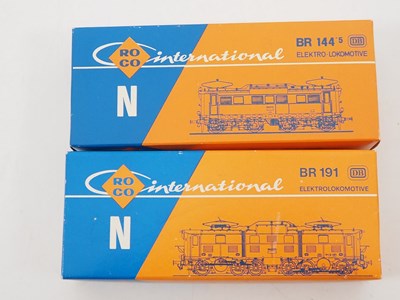 ROCO international BR 144⁵ DB
ELEKTRO-LOKOMOTIVE
N
ROCO international BR 191 DB
ELEKTROLOKOMOTIVE
N